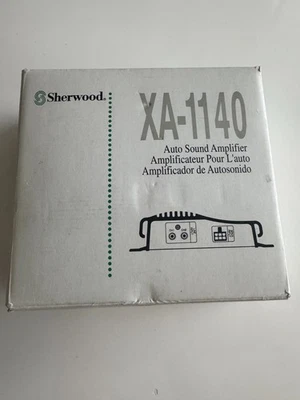 Sherwood.
XA-1140
Auto Sound Amplifier
Amplificateur Pour L'auto
Amplificador de Autosonido